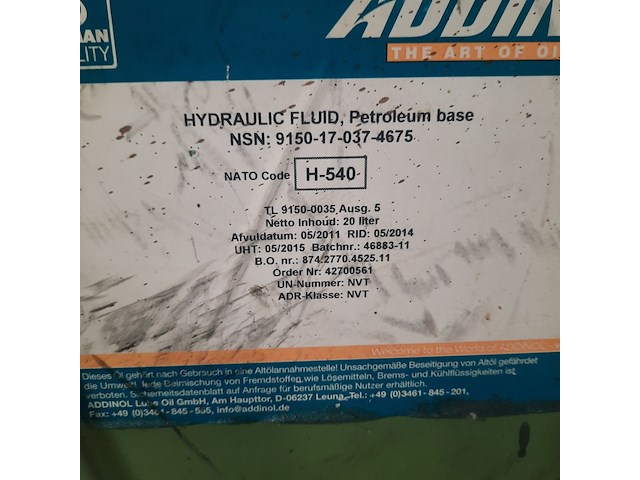 MAN
LITY
ADDINOL
THE ART OF OI
HYDRAULIC FLUID, Petroleum base
NSN: 9150-17-037-4675
NATO Code H-540
TL 9150-0035 Ausg. 5
Netto Inhoud: 20 liter
Afvuldatum: 05/2011 RID: 05/2014
UHT: 05/2015 Batchnr.: 46883-11
B.O. nr.: 874.2770.4525.11
Order Nr: 42700561
UN-Nummer: NVT
ADR-Klasse: NVT
Welcome to the World of ADDINOL
Dieses Öl gehört nach Gebrauch in eine Altölannahmestelle! Unsachgemäße Beseitigung von Altöl gefährdet
die Umwelt. Jede Beimischung von Fremdstoffen, wie Lösemitteln, Brems- und Kühlflüssigkeiten ist
verboten. Sicherheitsdatenblatt auf Anfrage für berufsmäßige Nutzer erhältlich.
ADDINOL Lube Oil GmbH, Am Haupttor, D-06237 Leuna, Tel.: +49 (0)3461 - 845 - 201,
Fax: +49 (0)3461 - 845 - 555, info@addinol.de